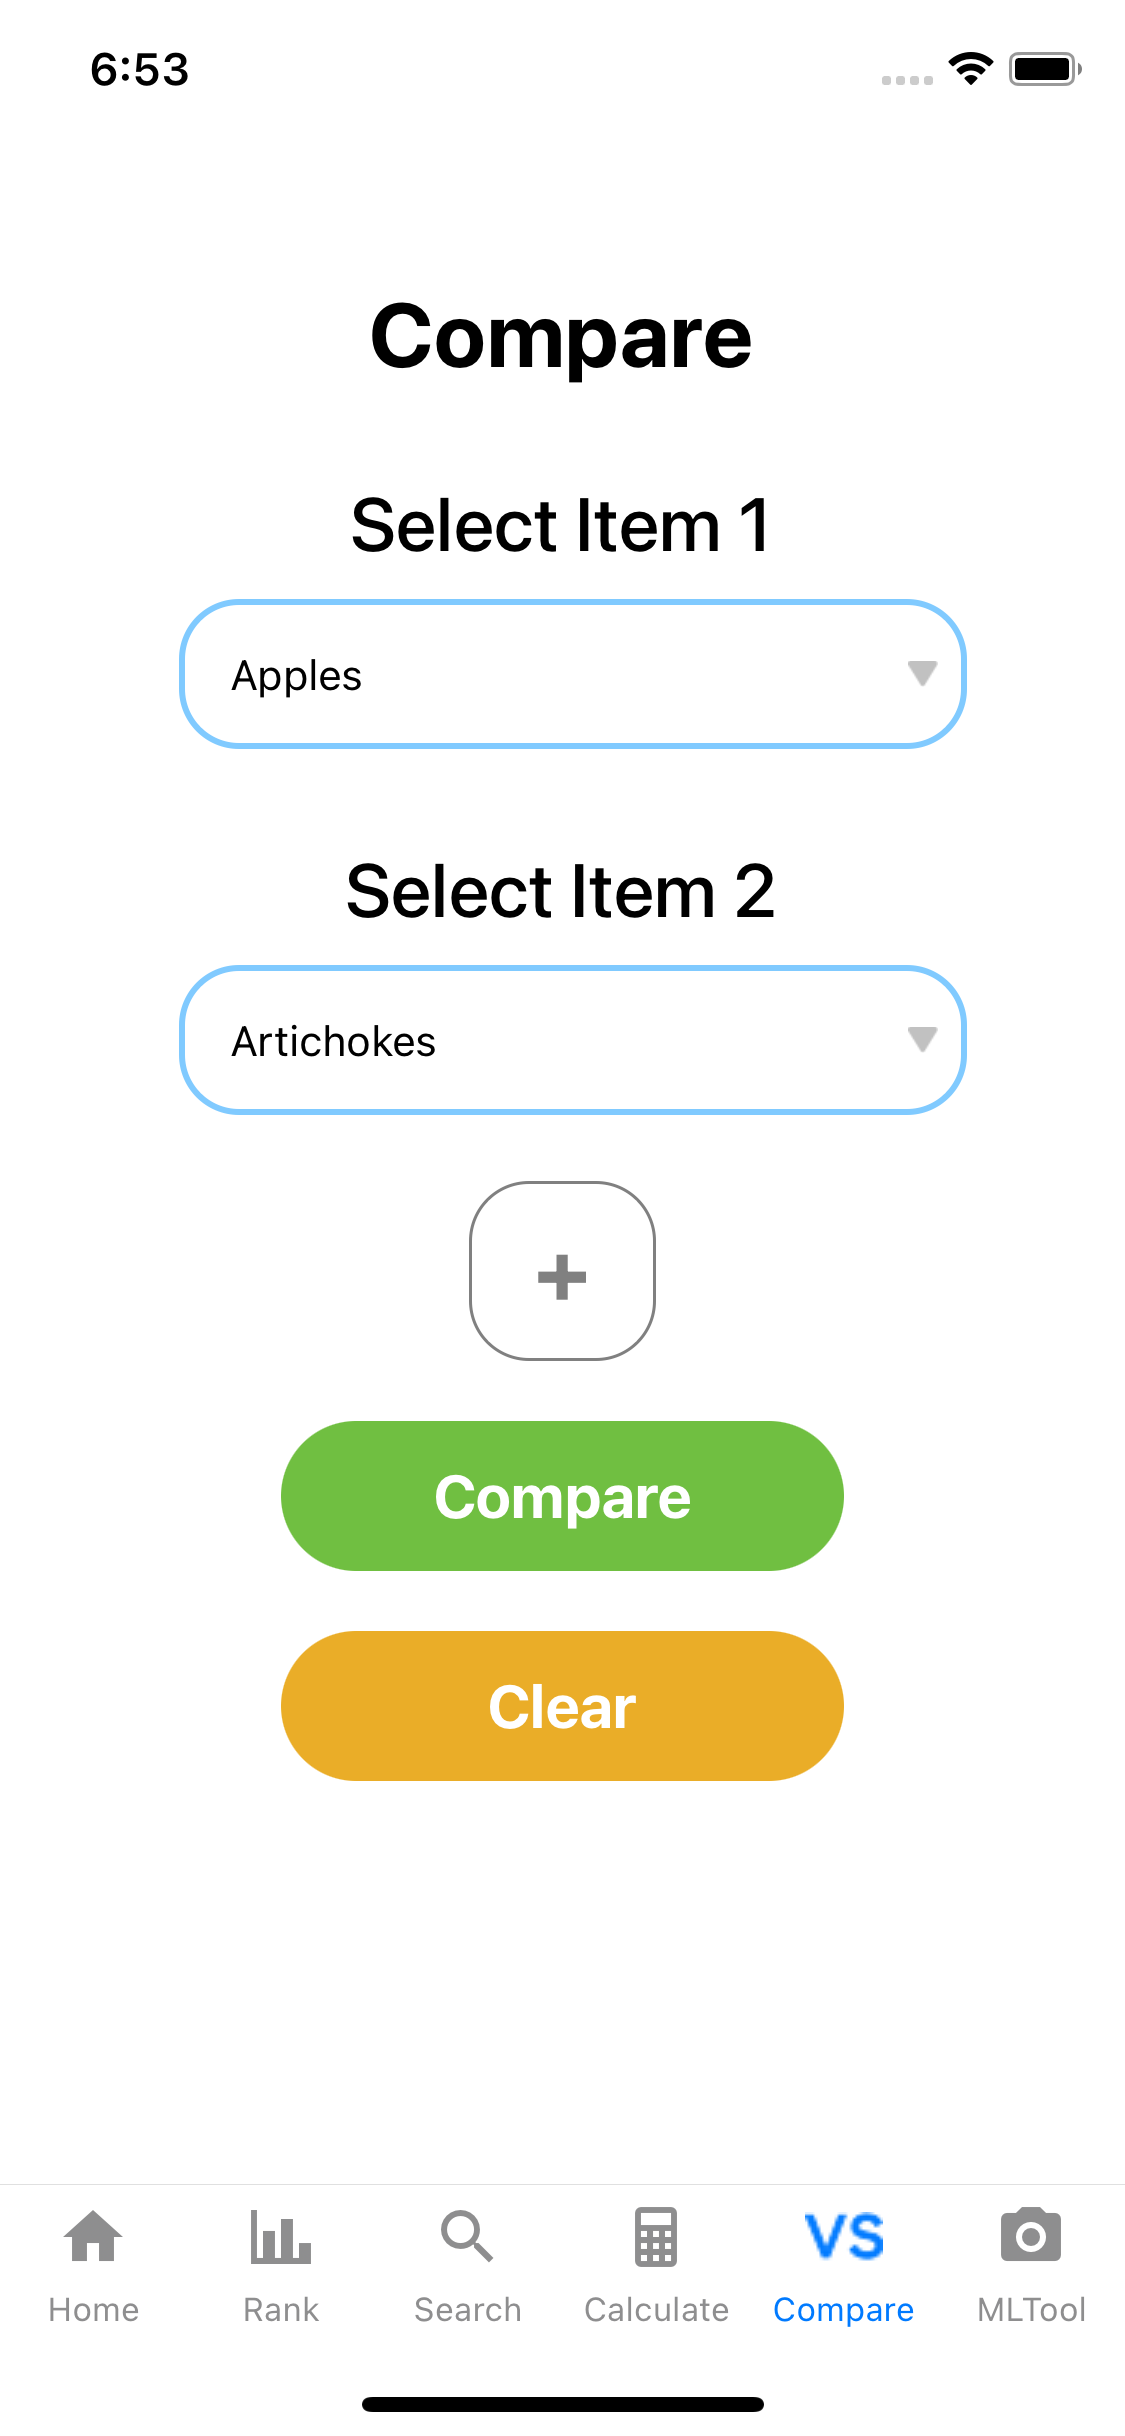 6:53
Compare
Select Item 1
Apples
Select Item 2
Artichokes
+
Compare
Clear
VS
Home Rank Search Calculate Compare MLTool